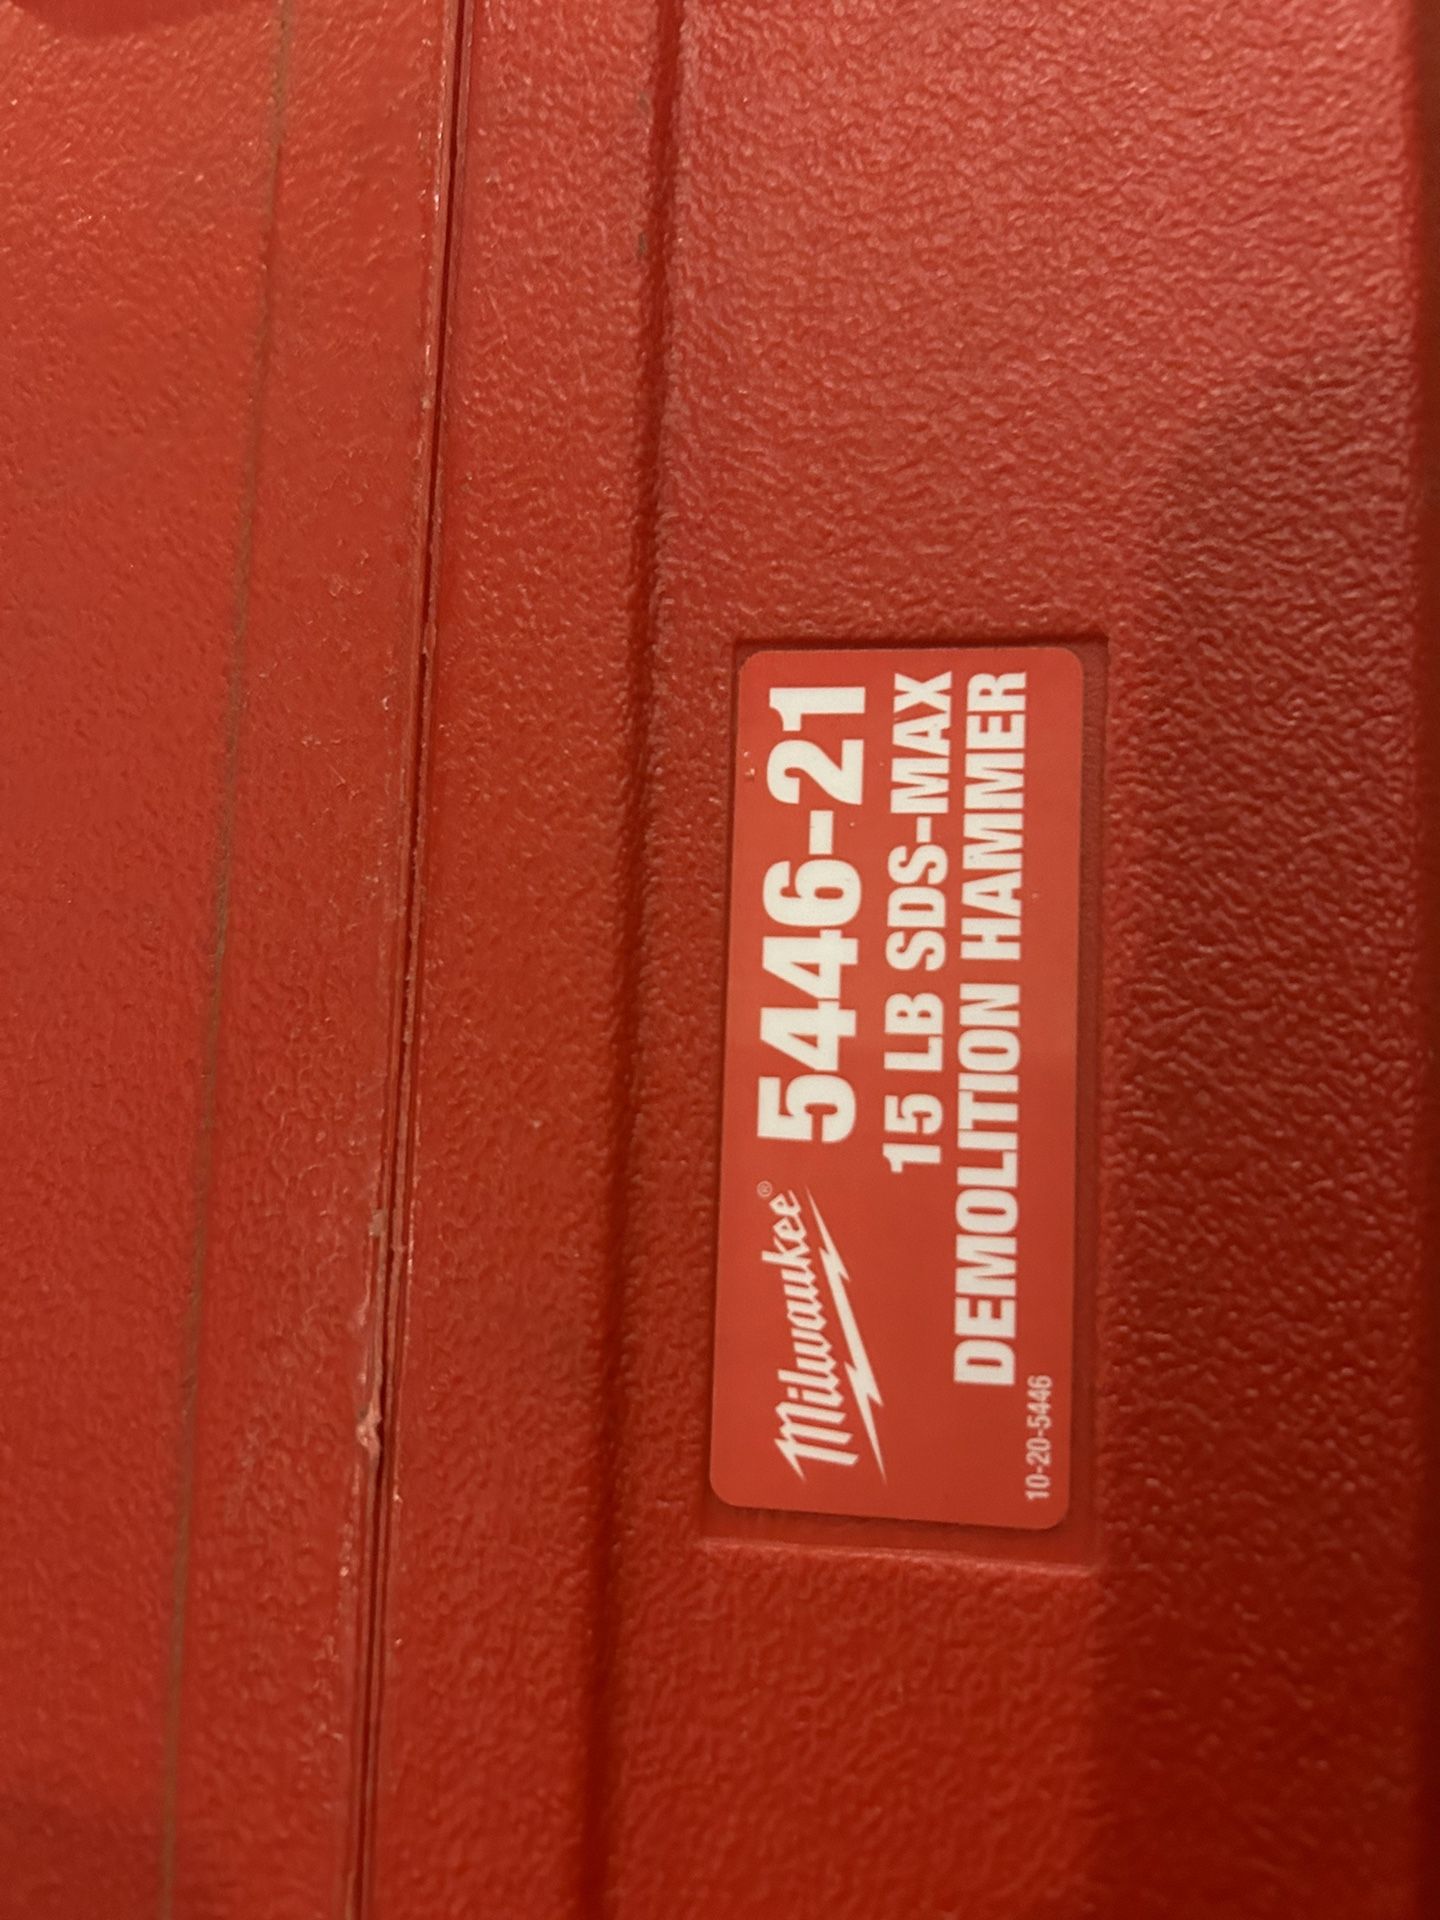 Milwaukee® 5446-21
15 LB SDS-MAX
DEMOLITION HAMMER
10-20-5446